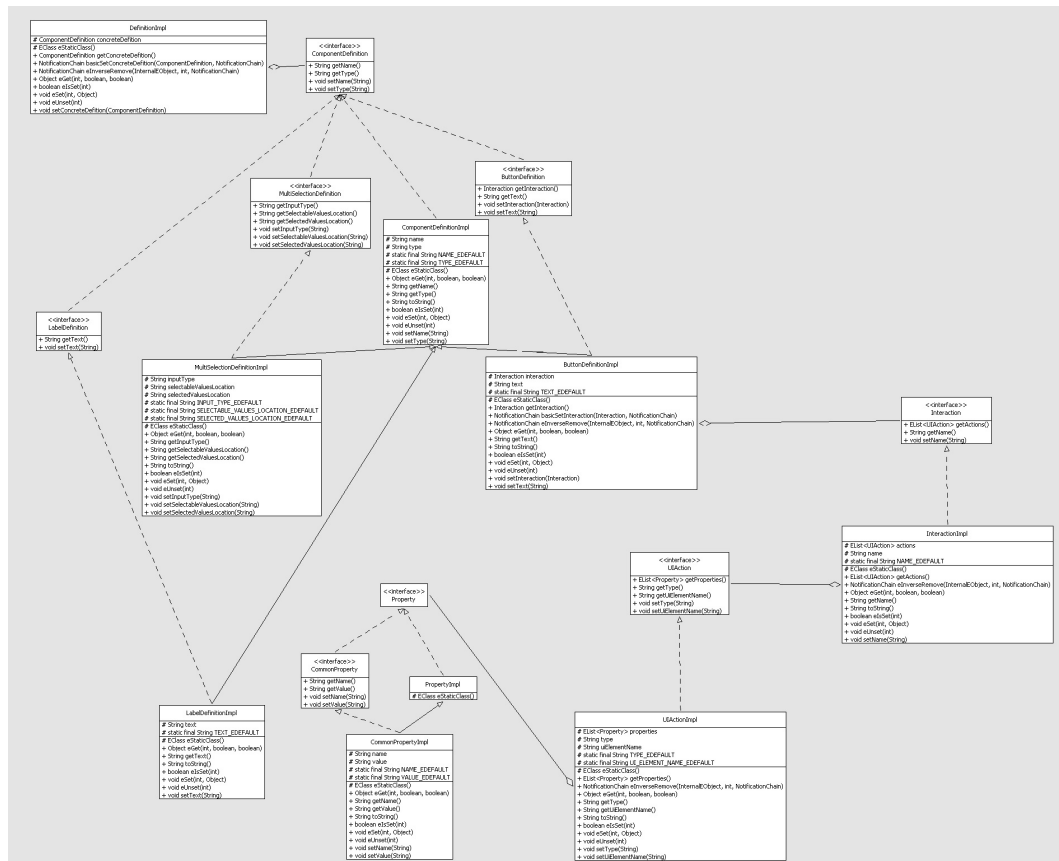 DefinitionImpl
# ComponentDefinition concreteDefition
# EClass eStaticClass()
+ ComponentDefinition getConcreteDefition()
+ NotificationChain basicSetConcreteDefition(ComponentDefinition, NotificationChain)
+ NotificationChain eInverseRemove(InternalEObject, int, NotificationChain)
+ Object eGet(int, boolean, boolean)
+ boolean eIsSet(int)
+ void eSet(int, Object)
+ void eUnset(int)
+ void setConcreteDefition(ComponentDefinition)
<<interface>>
ComponentDefinition
+ String getName()
+ String getType()
+ void setName(String)
+ void setType(String)
<<interface>>
MultiSelectionDefinition
+ String getInputType()
+ String getSelectableValuesLocation()
+ String getSelectedValuesLocation()
+ void setInputType(String)
+ void setSelectableValuesLocation(String)
+ void setSelectedValuesLocation(String)
<<interface>>
ButtonDefinition
+ Interaction getInteraction()
+ String getText()
+ void setInteraction(Interaction)
+ void setText(String)
ComponentDefinitionImpl
# String name
# String type
# static final String NAME_EDEFAULT
# static final String TYPE_EDEFAULT
# EClass eStaticClass()
+ Object eGet(int, boolean, boolean)
+ String getName()
+ String getType()
+ String toString()
+ boolean eIsSet(int)
+ void eSet(int, Object)
+ void eUnset(int)
+ void setName(String)
+ void setType(String)
<<interface>>
LabelDefinition
+ String getText()
+ void setText(String)
MultiSelectionDefinitionImpl
# String inputType
# String selectableValuesLocation
# String selectedValuesLocation
# static final String INPUT_TYPE_EDEFAULT
# static final String SELECTABLE_VALUES_LOCATION_EDEFAULT
# static final String SELECTED_VALUES_LOCATION_EDEFAULT
# EClass eStaticClass()
+ Object eGet(int, boolean, boolean)
+ String getInputType()
+ String getSelectableValuesLocation()
+ String getSelectedValuesLocation()
+ String toString()
+ boolean eIsSet(int)
+ void eSet(int, Object)
+ void eUnset(int)
+ void setInputType(String)
+ void setSelectableValuesLocation(String)
+ void setSelectedValuesLocation(String)
ButtonDefinitionImpl
# Interaction interaction
# String text
# static final String TEXT_EDEFAULT
# EClass eStaticClass()
+ Interaction getInteraction()
+ NotificationChain basicSetInteraction(Interaction, NotificationChain)
+ NotificationChain eInverseRemove(InternalEObject, int, NotificationChain)
+ Object eGet(int, boolean, boolean)
+ String getText()
+ String toString()
+ boolean eIsSet(int)
+ void eSet(int, Object)
+ void eUnset(int)
+ void setInteraction(Interaction)
+ void setText(String)
<<interface>>
Interaction
+ EList<UIAction> getActions()
+ String getName()
+ void setName(String)
InteractionImpl
# EList<UIAction> actions
# String name
# static final String NAME_EDEFAULT
# EClass eStaticClass()
+ EList<UIAction> getActions()
+ NotificationChain eInverseRemove(InternalEObject, int, NotificationChain)
+ Object eGet(int, boolean, boolean)
+ String getName()
+ String toString()
+ boolean eIsSet(int)
+ void eSet(int, Object)
+ void eUnset(int)
+ void setName(String)
<<interface>>
UIAction
+ EList<Property> getProperties()
+ String getType()
+ String getUiElementName()
+ void setType(String)
+ void setUiElementName(String)
<<interface>>
Property
<<interface>>
CommonProperty
+ String getName()
+ String getValue()
+ void setName(String)
+ void setValue(String)
PropertyImpl
# EClass eStaticClass()
LabelDefinitionImpl
# String text
# static final String TEXT_EDEFAULT
# EClass eStaticClass()
+ Object eGet(int, boolean, boolean)
+ String getText()
+ String toString()
+ boolean eIsSet(int)
+ void eSet(int, Object)
+ void eUnset(int)
+ void setText(String)
CommonPropertyImpl
# String name
# String value
# static final String NAME_EDEFAULT
# static final String VALUE_EDEFAULT
# EClass eStaticClass()
+ Object eGet(int, boolean, boolean)
+ String getName()
+ String getValue()
+ String toString()
+ boolean eIsSet(int)
+ void eSet(int, Object)
+ void eUnset(int)
+ void setName(String)
+ void setValue(String)
UIActionImpl
# EList<Property> properties
# String type
# String uiElementName
# static final String TYPE_EDEFAULT
# static final String UI_ELEMENT_NAME_EDEFAULT
# EClass eStaticClass()
+ EList<Property> getProperties()
+ NotificationChain eInverseRemove(InternalEObject, int, NotificationChain)
+ Object eGet(int, boolean, boolean)
+ String getType()
+ String getUiElementName()
+ String toString()
+ boolean eIsSet(int)
+ void eSet(int, Object)
+ void eUnset(int)
+ void setType(String)
+ void setUiElementName(String)